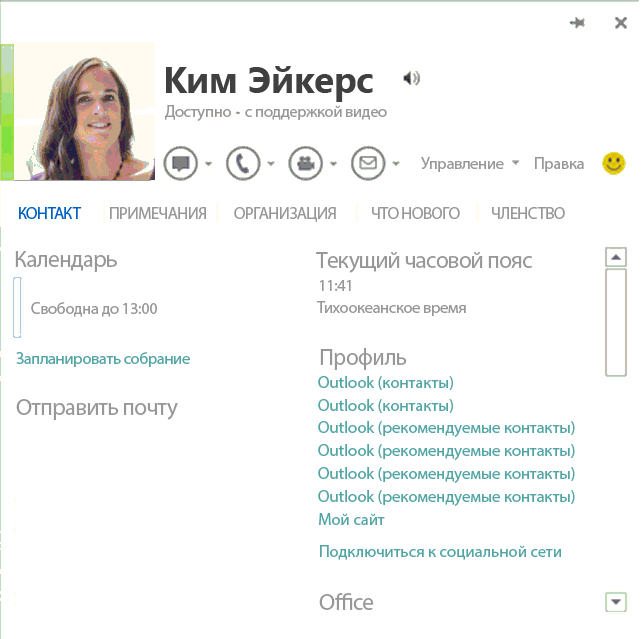 Ким Эйкерс
Доступно - с поддержкой видео
Управление Правка
КОНТАКТ ПРИМЕЧАНИЯ ОРГАНИЗАЦИЯ ЧТО НОВОГО ЧЛЕНСТВО
Календарь
Свободна до 13:00
Запланировать собрание
Отправить почту
Текущий часовой пояс
11:41
Тихоокеанское время
Профиль
Outlook (контакты)
Outlook (контакты)
Outlook (рекомендуемые контакты)
Outlook (рекомендуемые контакты)
Outlook (рекомендуемые контакты)
Outlook (рекомендуемые контакты)
Мой сайт
Подключиться к социальной сети
Office